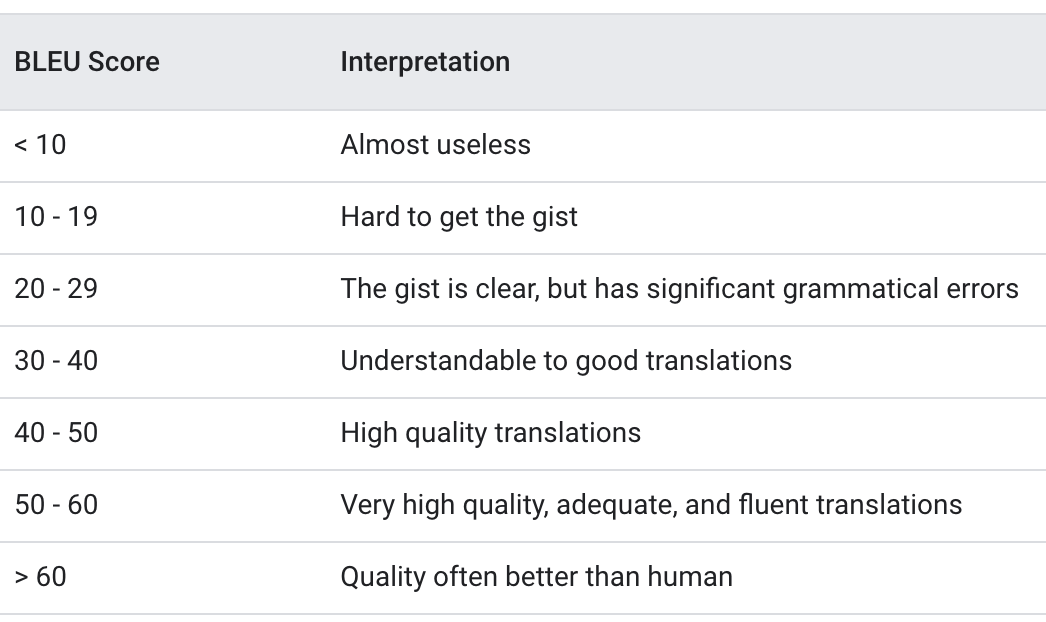 BLEU Score Interpretation
< 10 Almost useless
10 - 19 Hard to get the gist
20 - 29 The gist is clear, but has significant grammatical errors
30 - 40 Understandable to good translations
40 - 50 High quality translations
50 - 60 Very high quality, adequate, and fluent translations
> 60 Quality often better than human